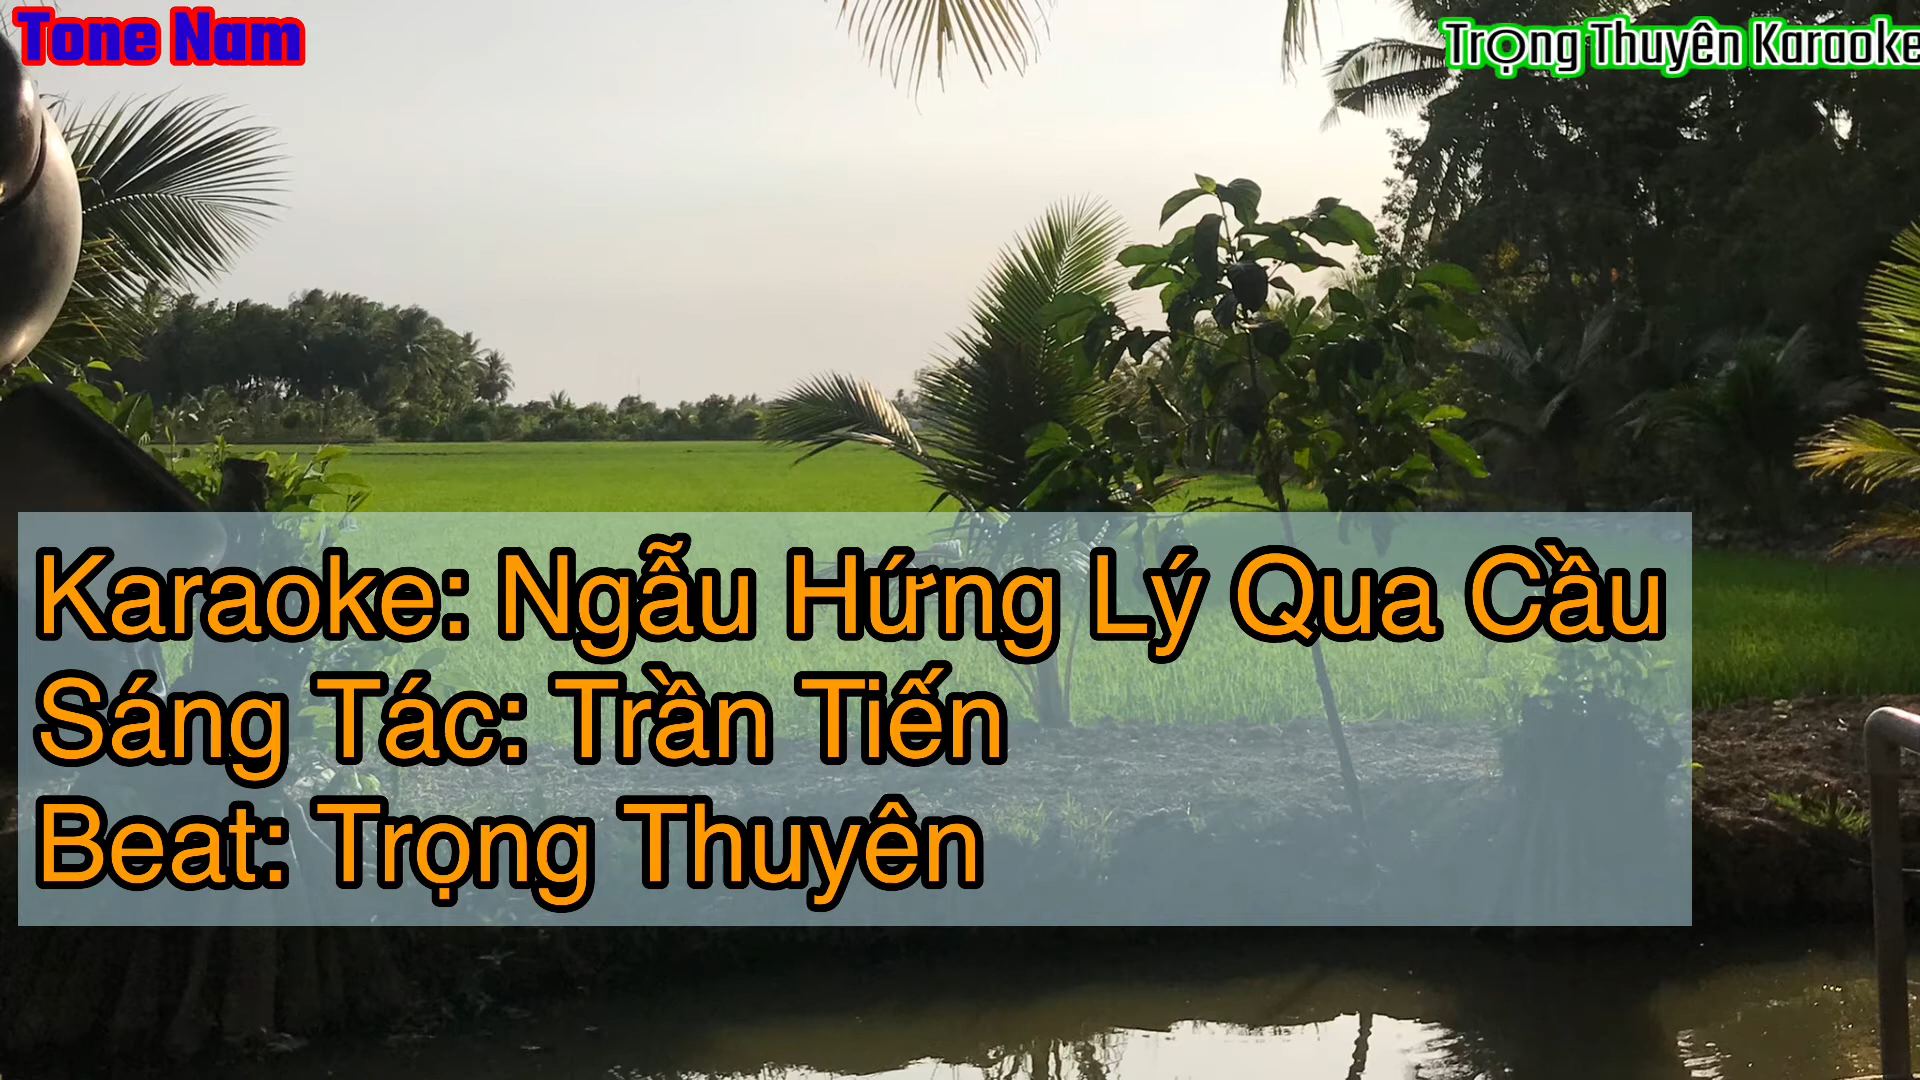 Tone Nam
Trọng Thuyên Karaoke
Karaoke: Ngẫu Hứng Lý Qua Cầu
Sáng Tác: Trần Tiến
Beat: Trọng Thuyên